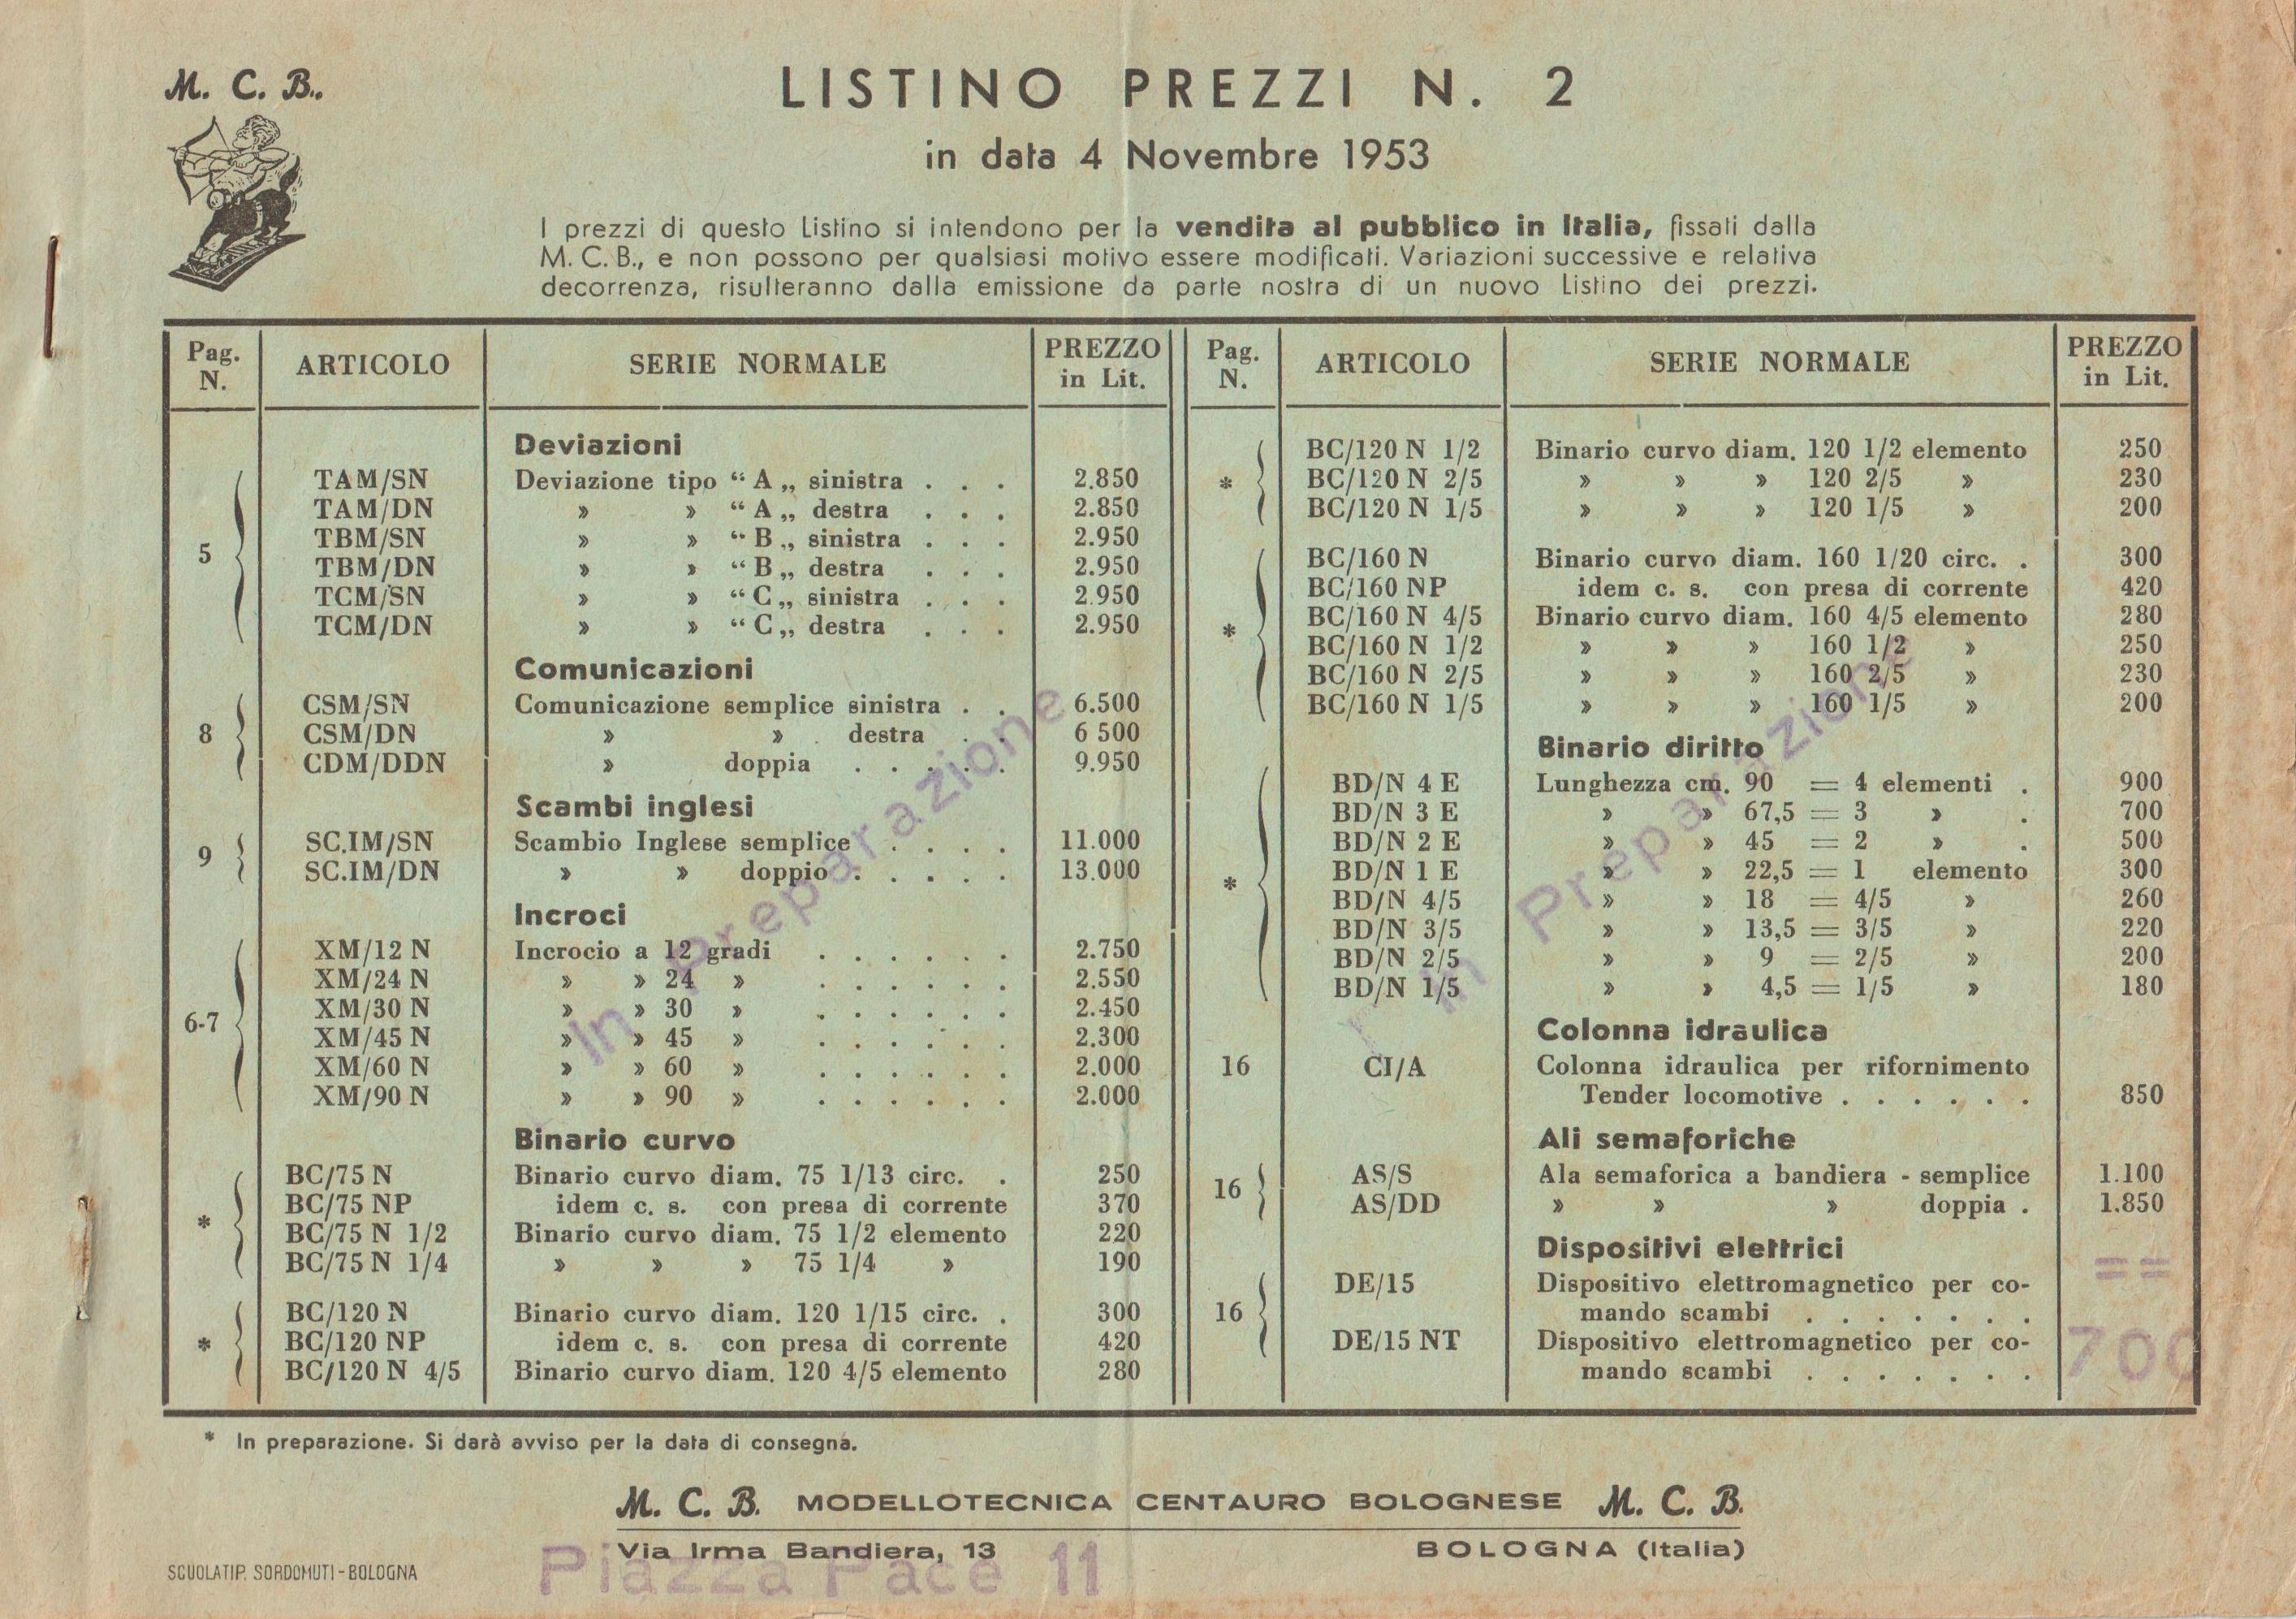 M. C. B.
LISTINO PREZZI N. 2
in data 4 Novembre 1953
I prezzi di questo Listino si intendono per la vendita al pubblico in Italia, fissati dalla
M. C. B., e non possono per qualsiasi motivo essere modificati. Variazioni successive e relativa
decorrenza, risulteranno dalla emissione da parte nostra di un nuovo Listino dei prezzi.
Pag. N. ARTICOLO SERIE NORMALE PREZZO in Lit.
Deviazioni
TAM/SN Deviazione tipo “ A „ sinistra . . . 2.850
TAM/DN » » “ A „ destra . . . 2.850
TBM/SN » » “ B „ sinistra . . . 2.950
5 TBM/DN » » “ B „ destra . . . 2.950
TCM/SN » » “ C „ sinistra . . . 2.950
TCM/DN » » “ C „ destra . . . 2.950
Comunicazioni
CSM/SN Comunicazione semplice sinistra . . 6.500
8 CSM/DN » » . destra . . 6 500
CDM/DDN » doppia . . . . . 9.950
Scambi inglesi
9 SC.IM/SN Scambio Inglese semplice . . . . 11.000
SC.IM/DN » » doppio . . . . . 13.000
Incroci
XM/12 N Incrocio a 12 gradi . . . . . . 2.750
XM/24 N » » 24 » . . . . . . 2.550
XM/30 N » » 30 » . . . . . . 2.450
6-7 XM/45 N » » 45 » . . . . . . 2.300
XM/60 N » » 60 » . . . . . . 2.000
XM/90 N » » 90 » . . . . . . 2.000
Binario curvo
BC/75 N Binario curvo diam. 75 1/13 circ. . 250
BC/75 NP idem c. s. con presa di corrente 370
* BC/75 N 1/2 Binario curvo diam. 75 1/2 elemento 220
BC/75 N 1/4 » » » 75 1/4 » 190
BC/120 N Binario curvo diam. 120 1/15 circ. . 300
* BC/120 NP idem c. s. con presa di corrente 420
BC/120 N 4/5 Binario curvo diam. 120 4/5 elemento 280
In Preparazione
Pag. N. ARTICOLO SERIE NORMALE PREZZO in Lit.
BC/120 N 1/2 Binario curvo diam. 120 1/2 elemento 250
* BC/120 N 2/5 » » » 120 2/5 » 230
BC/120 N 1/5 » » » 120 1/5 » 200
BC/160 N Binario curvo diam. 160 1/20 circ. . 300
BC/160 NP idem c. s. con presa di corrente 420
* BC/160 N 4/5 Binario curvo diam. 160 4/5 elemento 280
BC/160 N 1/2 » » » 160 1/2 » 250
BC/160 N 2/5 » » » 160 2/5 » 230
BC/160 N 1/5 » » » 160 1/5 » 200
Binario diritto
BD/N 4 E Lunghezza cm. 90 = 4 elementi . 900
BD/N 3 E » » 67,5 = 3 » . 700
BD/N 2 E » » 45 = 2 » . 500
* BD/N 1 E » » 22,5 = 1 elemento 300
BD/N 4/5 » » 18 = 4/5 » 260
BD/N 3/5 » » 13,5 = 3/5 » 220
BD/N 2/5 » » 9 = 2/5 » 200
BD/N 1/5 » » 4,5 = 1/5 » 180
In Preparazione
Colonna idraulica
16 CI/A Colonna idraulica per rifornimento
Tender locomotive . . . . . . 850
Ali semaforiche
16 AS/S Ala semaforica a bandiera - semplice 1.100
AS/DD » » » doppia . 1.850
Dispositivi elettrici
DE/15 Dispositivo elettromagnetico per co-
16 mando scambi . . . . . . . ==
DE/15 NT Dispositivo elettromagnetico per co-
mando scambi . . . . . . . 700
* In preparazione. Si darà avviso per la data di consegna.
M. C. B. MODELLOTECNICA CENTAURO BOLOGNESE M. C. B.
Via Irma Bandiera, 13 BOLOGNA (Italia)
Piazza Pace 11
SCUOLA TIP. SORDOMUTI - BOLOGNA